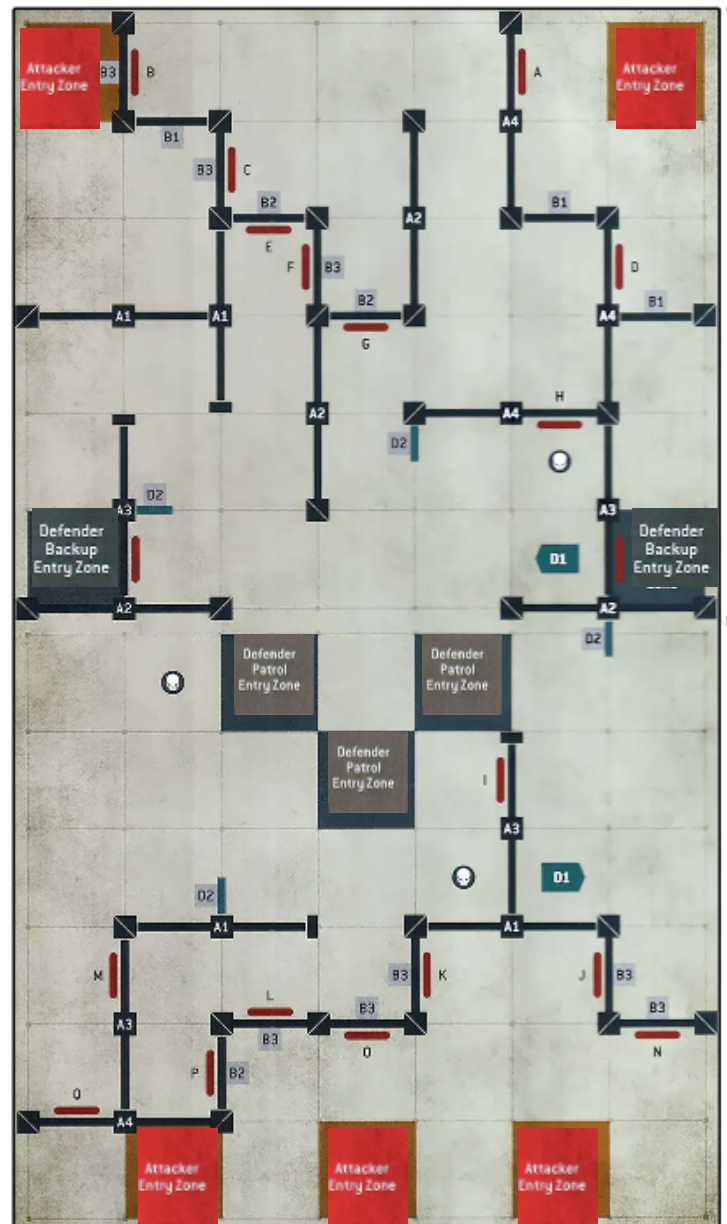 Attacker
Entry Zone
B3
B
A
Attacker
Entry Zone
A4
B1
B3
C
B2
B1
E
A2
F
B3
D
B2
B1
A1
A1
G
A4
H
A2
A4
D2
D2
A3
A3
Defender
Backup
Entry Zone
D1
Defender
Backup
Entry Zone
A2
A2
D2
Defender
Patrol
Entry Zone
Defender
Patrol
Entry Zone
Defender
Patrol
Entry Zone
I
A3
D1
D2
A1
A1
M
B3
K
J
B3
L
B3
B3
A3
B3
O
N
P
B2
Q
A4
Attacker
Entry Zone
Attacker
Entry Zone
Attacker
Entry Zone